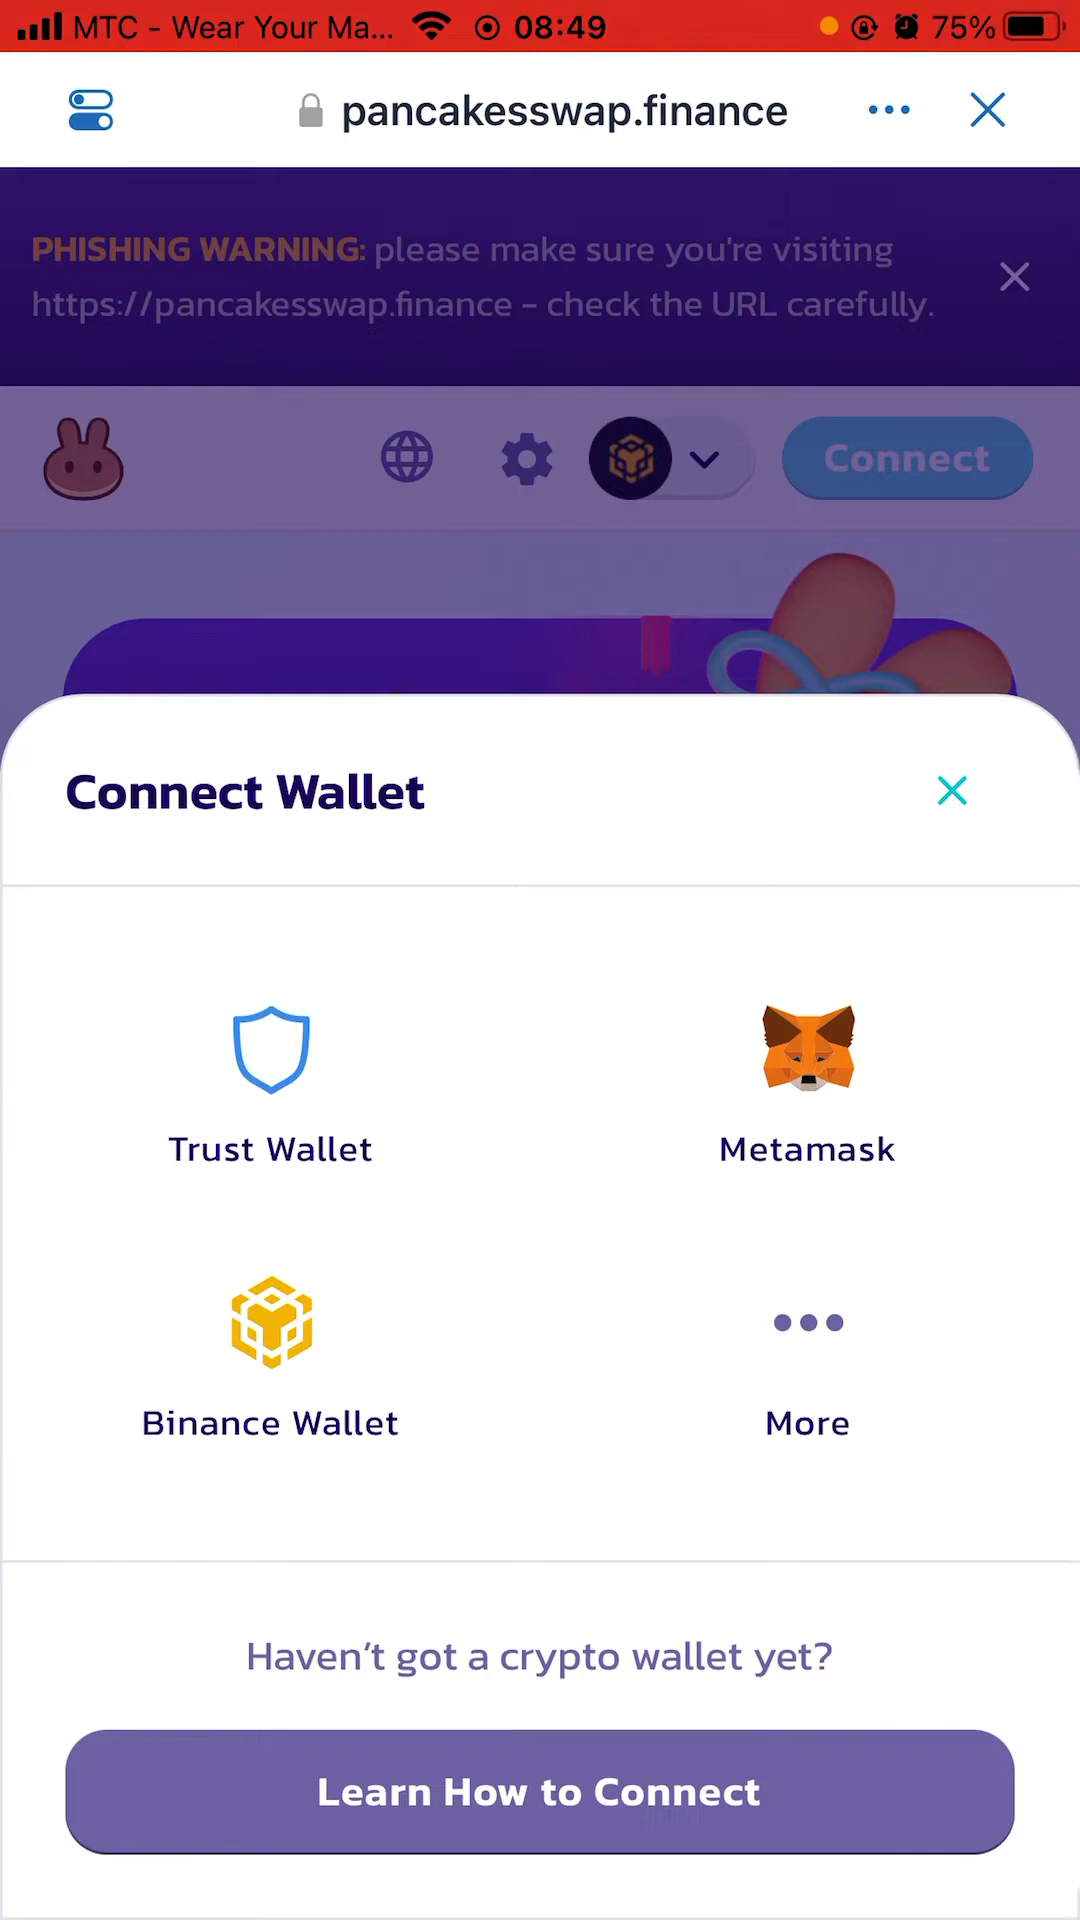 MTC - Wear Your Ma... 08:49 75%
pancakesswap.finance
PHISHING WARNING: please make sure you're visiting
https://pancakesswap.finance - check the URL carefully.
Connect
Connect Wallet
Trust Wallet
Metamask
Binance Wallet
More
Haven’t got a crypto wallet yet?
Learn How to Connect